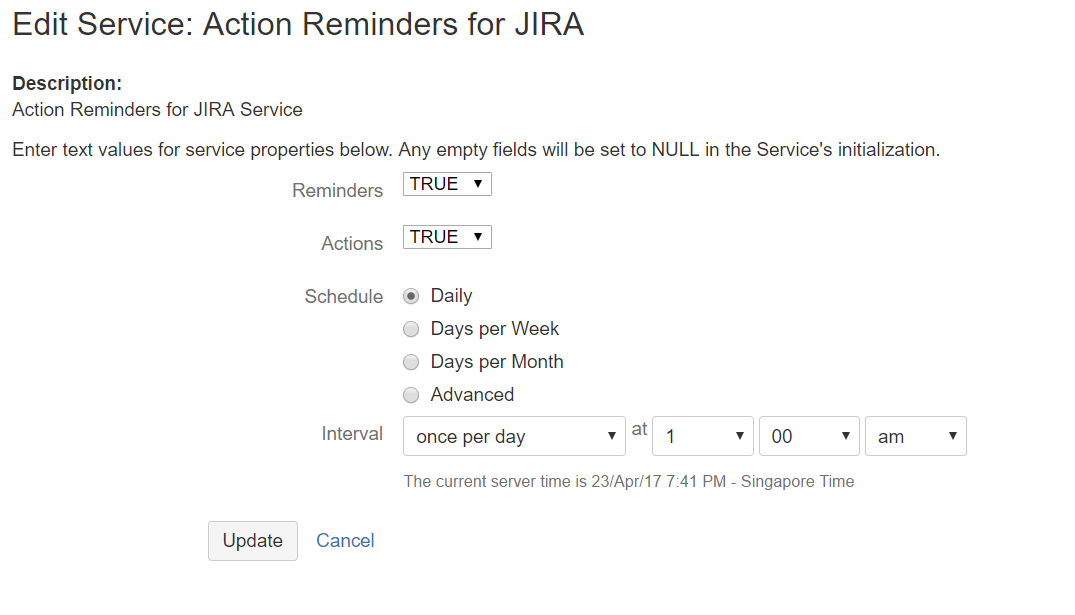 Edit Service: Action Reminders for JIRA
Description:
Action Reminders for JIRA Service
Enter text values for service properties below. Any empty fields will be set to NULL in the Service's initialization.
Reminders TRUE
Actions TRUE
Schedule Daily
Days per Week
Days per Month
Advanced
Interval once per day at 1 00 am
The current server time is 23/Apr/17 7:41 PM - Singapore Time
Update Cancel